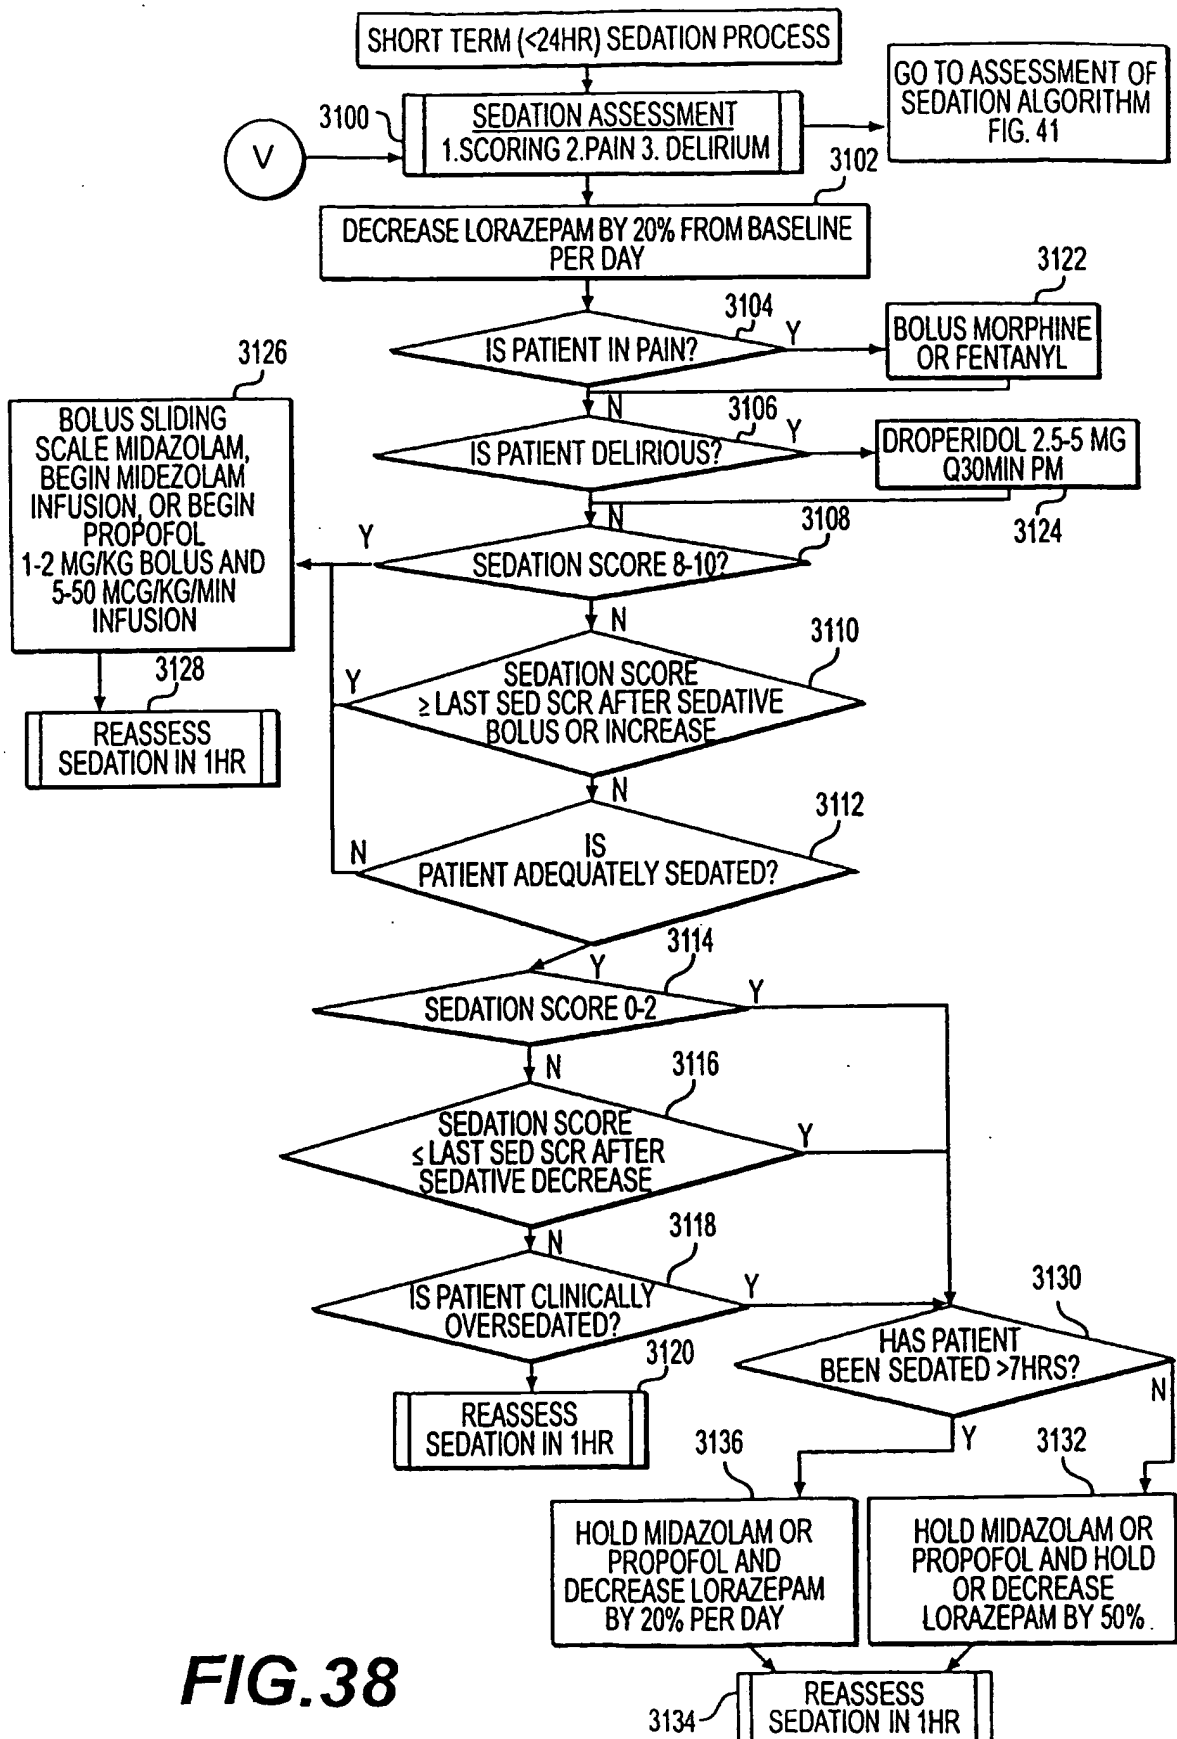 SHORT TERM (<24HR) SEDATION PROCESS
GO TO ASSESSMENT OF
SEDATION ALGORITHM
FIG. 41
3100
SEDATION ASSESSMENT
1.SCORING 2.PAIN 3. DELIRIUM
V
3102
DECREASE LORAZEPAM BY 20% FROM BASELINE
PER DAY
3104
IS PATIENT IN PAIN?
Y
N
3122
BOLUS MORPHINE
OR FENTANYL
3106
IS PATIENT DELIRIOUS?
Y
N
DROPERIDOL 2.5-5 MG
Q30MIN PM
3124
3126
BOLUS SLIDING
SCALE MIDAZOLAM,
BEGIN MIDEZOLAM
INFUSION, OR BEGIN
PROPOFOL
1-2 MG/KG BOLUS AND
5-50 MCG/KG/MIN
INFUSION
3128
REASSESS
SEDATION IN 1HR
3108
Y
SEDATION SCORE 8-10?
N
3110
Y
SEDATION SCORE
≥ LAST SED SCR AFTER SEDATIVE
BOLUS OR INCREASE
N
3112
N
IS
PATIENT ADEQUATELY SEDATED?
Y
3114
SEDATION SCORE 0-2
Y
N
3116
SEDATION SCORE
≤ LAST SED SCR AFTER
SEDATIVE DECREASE
Y
N
3118
IS PATIENT CLINICALLY
OVERSEDATED?
Y
3120
REASSESS
SEDATION IN 1HR
3130
HAS PATIENT
BEEN SEDATED >7HRS?
N
Y
3136
HOLD MIDAZOLAM OR
PROPOFOL AND
DECREASE LORAZEPAM
BY 20% PER DAY
3132
HOLD MIDAZOLAM OR
PROPOFOL AND HOLD
OR DECREASE
LORAZEPAM BY 50%
3134
REASSESS
SEDATION IN 1HR
FIG.38